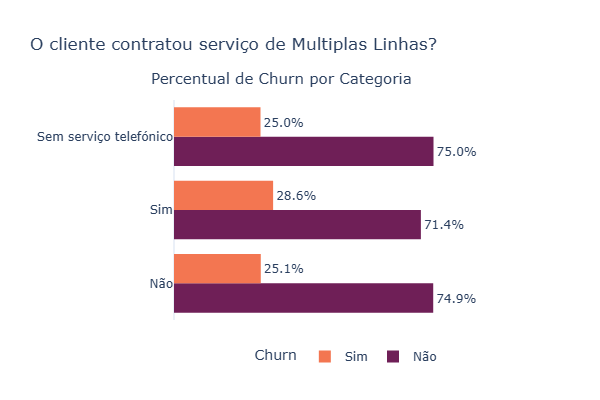 O cliente contratou serviço de Multiplas Linhas?
Percentual de Churn por Categoria
25.0%
Sem serviço telefónico
75.0%
28.6%
Sim
71.4%
25.1%
Não
74.9%
Churn Sim Não